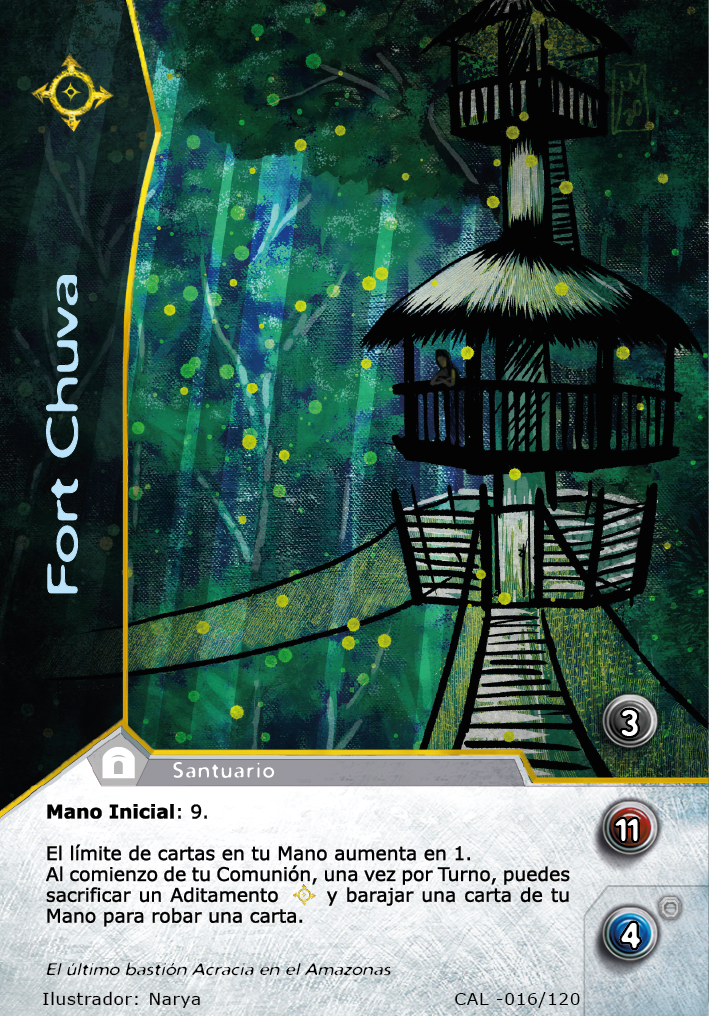 Fort Chuva
3
Santuario
Mano Inicial: 9.
11
El límite de cartas en tu Mano aumenta en 1.
Al comienzo de tu Comunión, una vez por Turno, puedes
sacrificar un Aditamento y barajar una carta de tu
Mano para robar una carta.
4
El último bastión Acracia en el Amazonas
Ilustrador: Narya
CAL -016/120